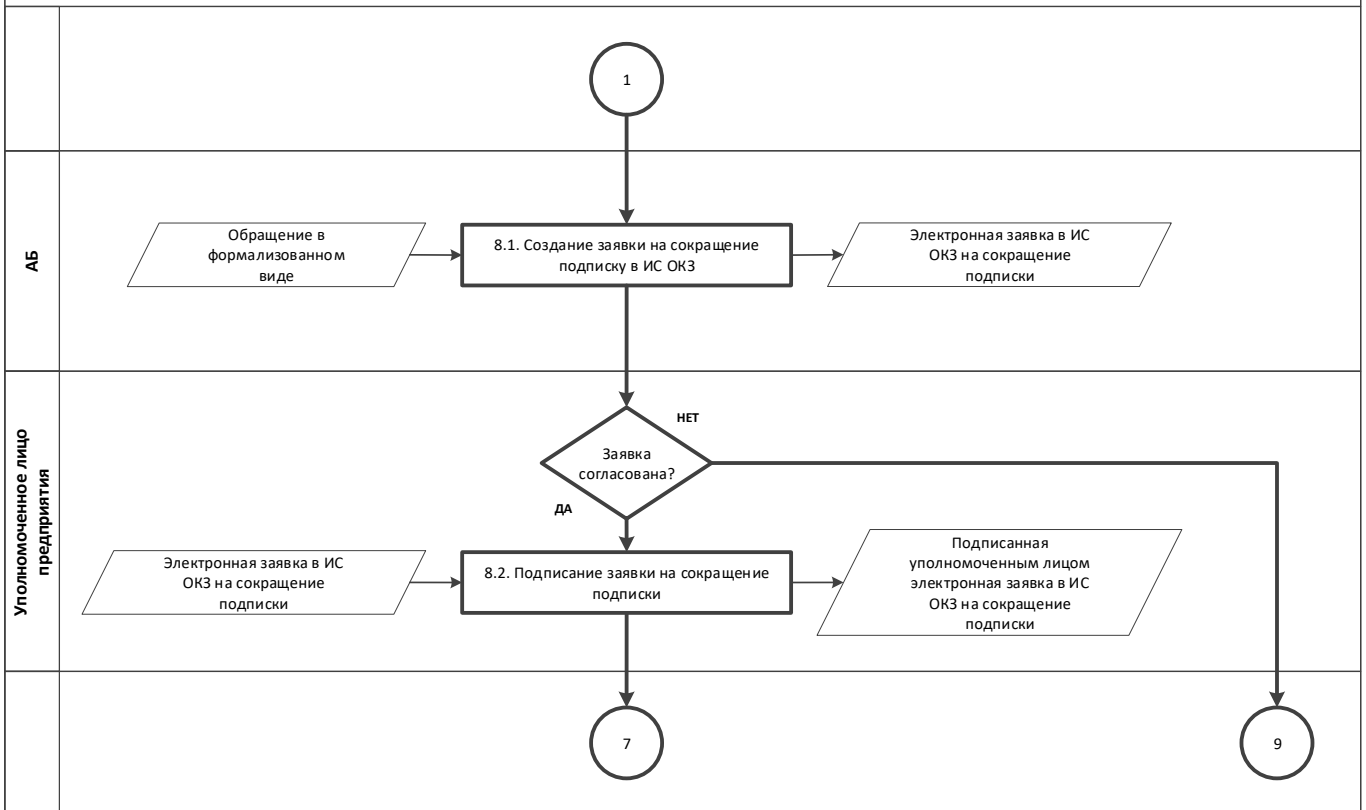 1
АБ
Обращение в
формализованном
виде
8.1. Создание заявки на сокращение
подписку в ИС ОКЗ
Электронная заявка в ИС
ОКЗ на сокращение
подписки
Уполномоченное лицо
предприятия
НЕТ
Заявка
согласована?
ДА
Электронная заявка в ИС
ОКЗ на сокращение
подписки
8.2. Подписание заявки на сокращение
подписки
Подписанная
уполномоченным лицом
электронная заявка в ИС
ОКЗ на сокращение
подписки
7
9